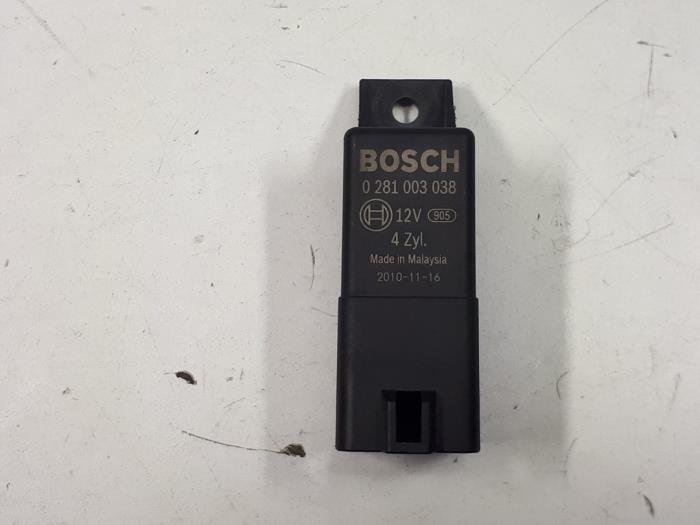 BOSCH
0 281 003 038
12V 905
4 Zyl.
Made in Malaysia
2010-11-16